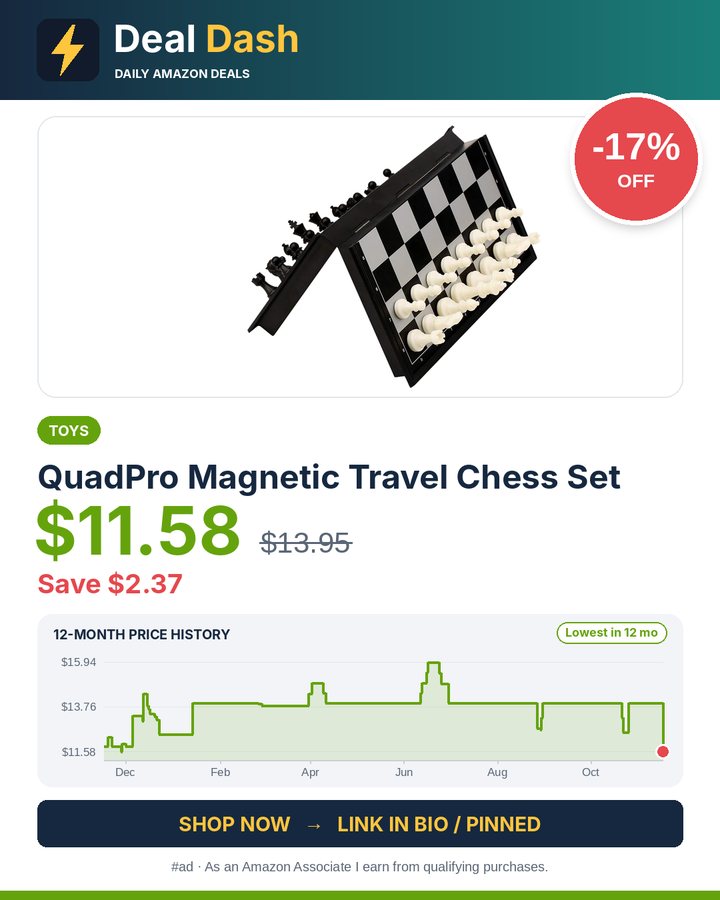 Deal Dash
DAILY AMAZON DEALS
-17%
OFF
TOYS
QuadPro Magnetic Travel Chess Set
$11.58 $13.95
Save $2.37
12-MONTH PRICE HISTORY
Lowest in 12 mo
$15.94
$13.76
$11.58
Dec Feb Apr Jun Aug Oct
SHOP NOW → LINK IN BIO / PINNED
#ad · As an Amazon Associate I earn from qualifying purchases.